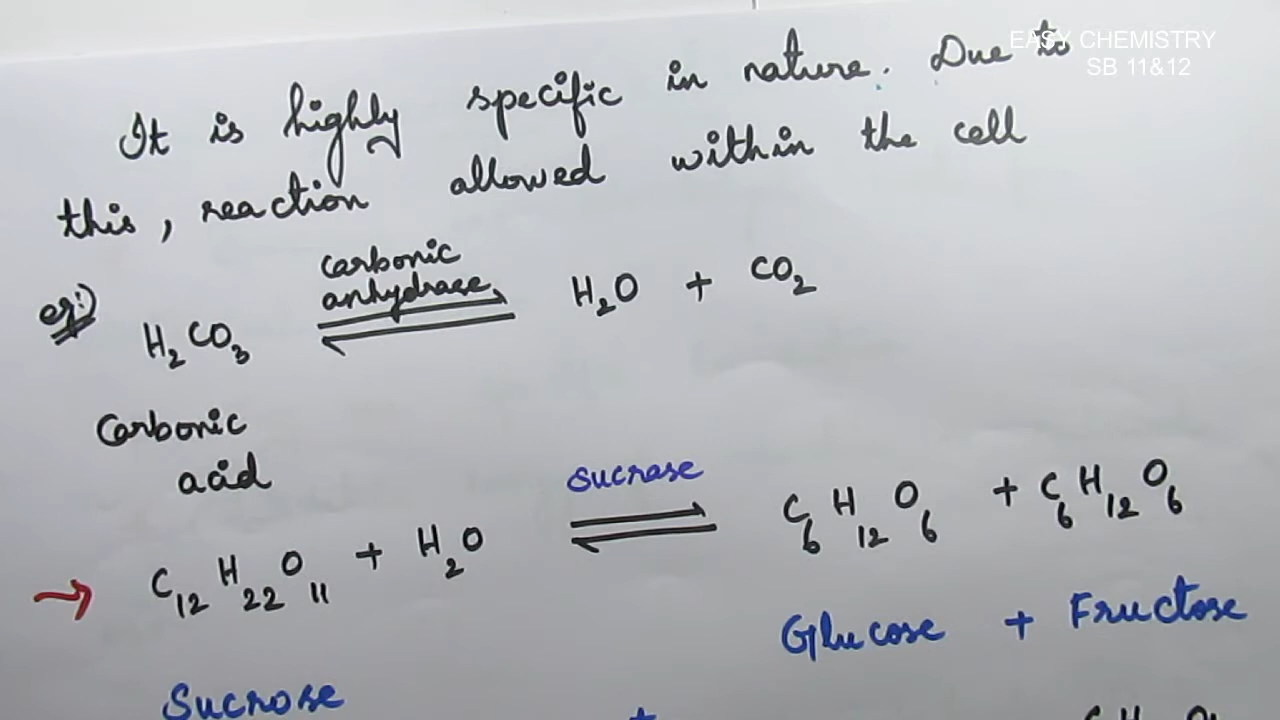 EASY CHEMISTRY
SB 11&12
It is highly specific in nature. Due to
this, reaction allowed within the cell
carbonic
anhydrase
eg:) H₂CO₃ ⇌ H₂O + CO₂
Carbonic
acid
sucrase
→ C₁₂H₂₂O₁₁ + H₂O ⇌ C₆H₁₂O₆ + C₆H₁₂O₆
Glucose + Fructose
Sucrose